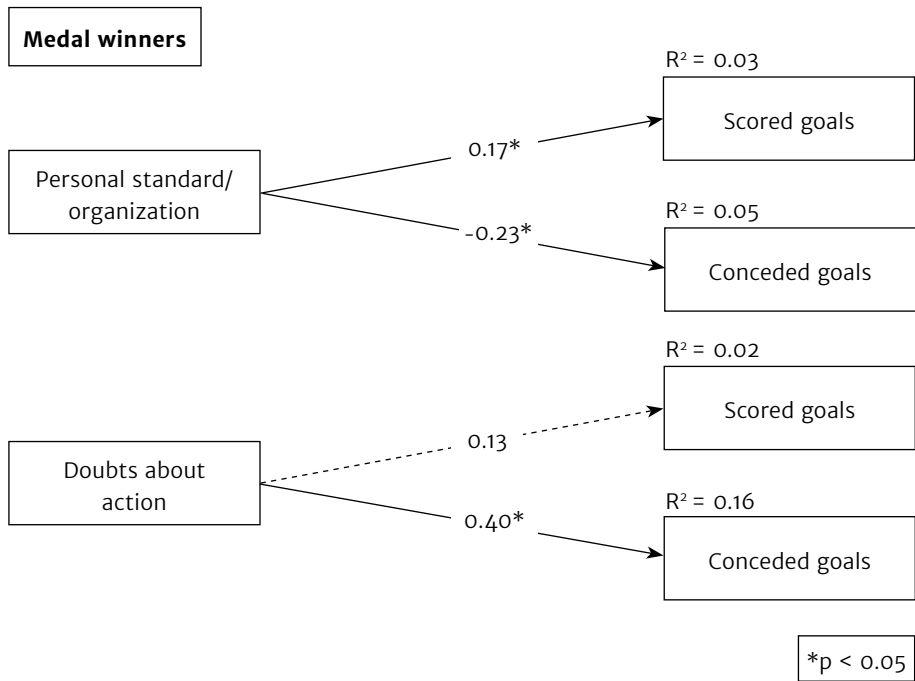 Medal winners
R² = 0.03
Scored goals
0.17*
Personal standard/
organization
R² = 0.05
-0.23*
Conceded goals
R² = 0.02
Scored goals
0.13
Doubts about
action
R² = 0.16
0.40*
Conceded goals
*p < 0.05